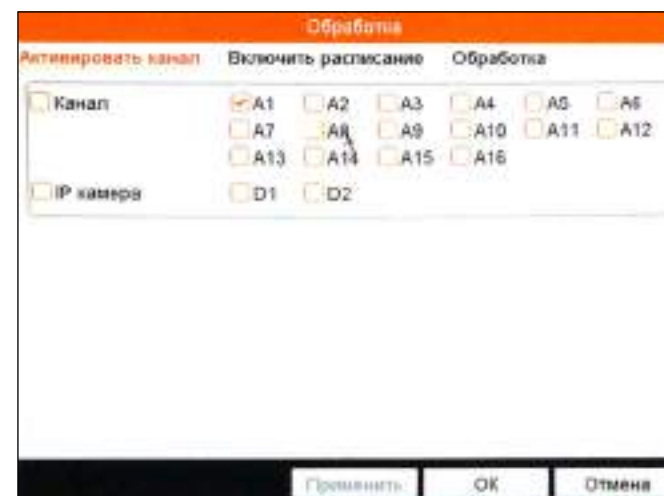 Обработка
Активировать канал Включить расписание Обработка
Канал A1 A2 A3 A4 A5 A6
A7 A8 A9 A10 A11 A12
A13 A14 A15 A16
IP камера D1 D2
Применить OK Отмена